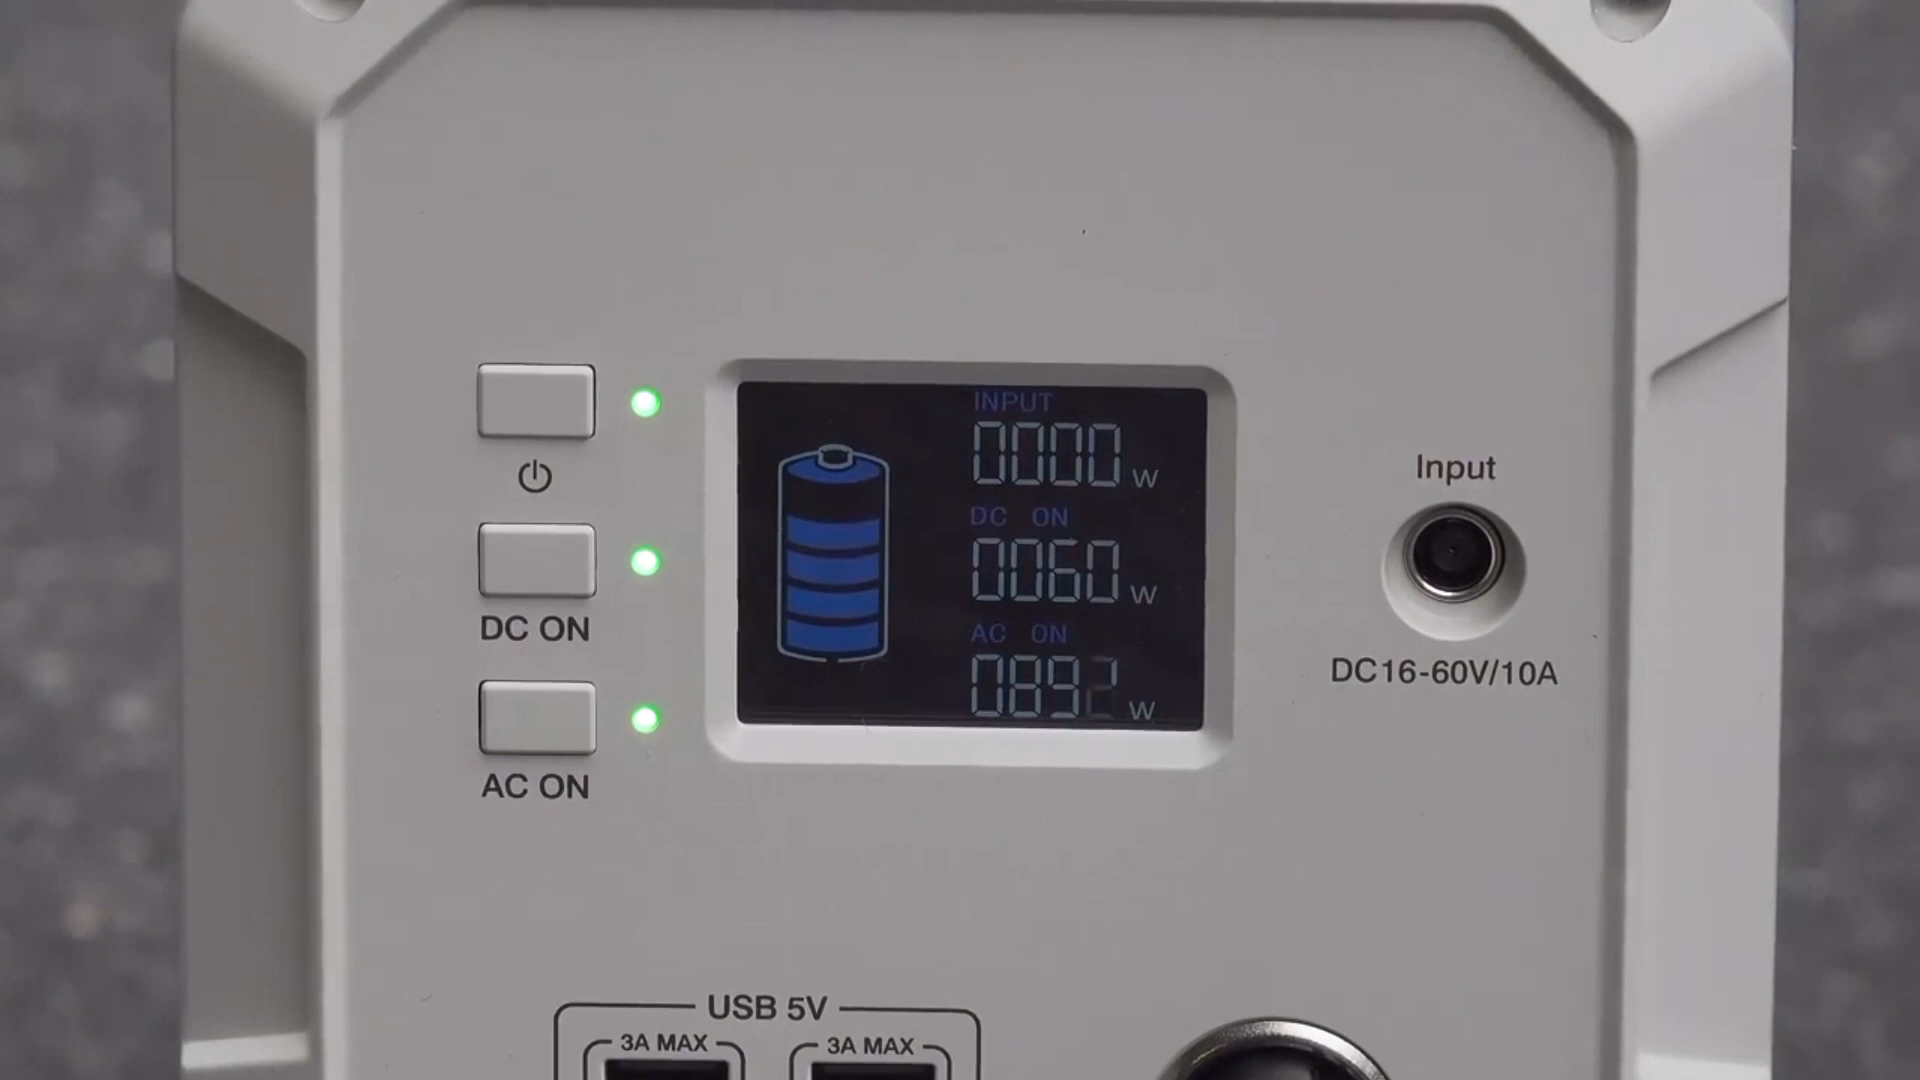 INPUT
0000 W
DC ON
0060 W
AC ON
089 W
DC ON
AC ON
Input
DC16-60V/10A
USB 5V
3A MAX
3A MAX